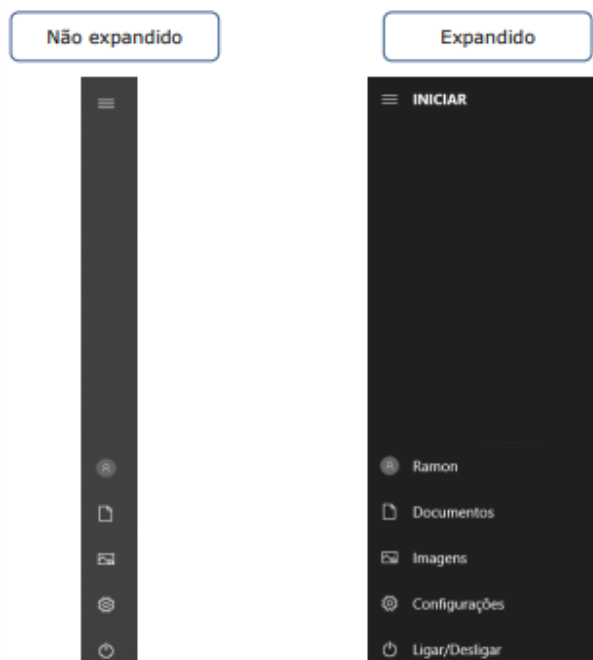 Não expandido
Expandido
INICIAR
Ramon
Documentos
Imagens
Configurações
Ligar/Desligar